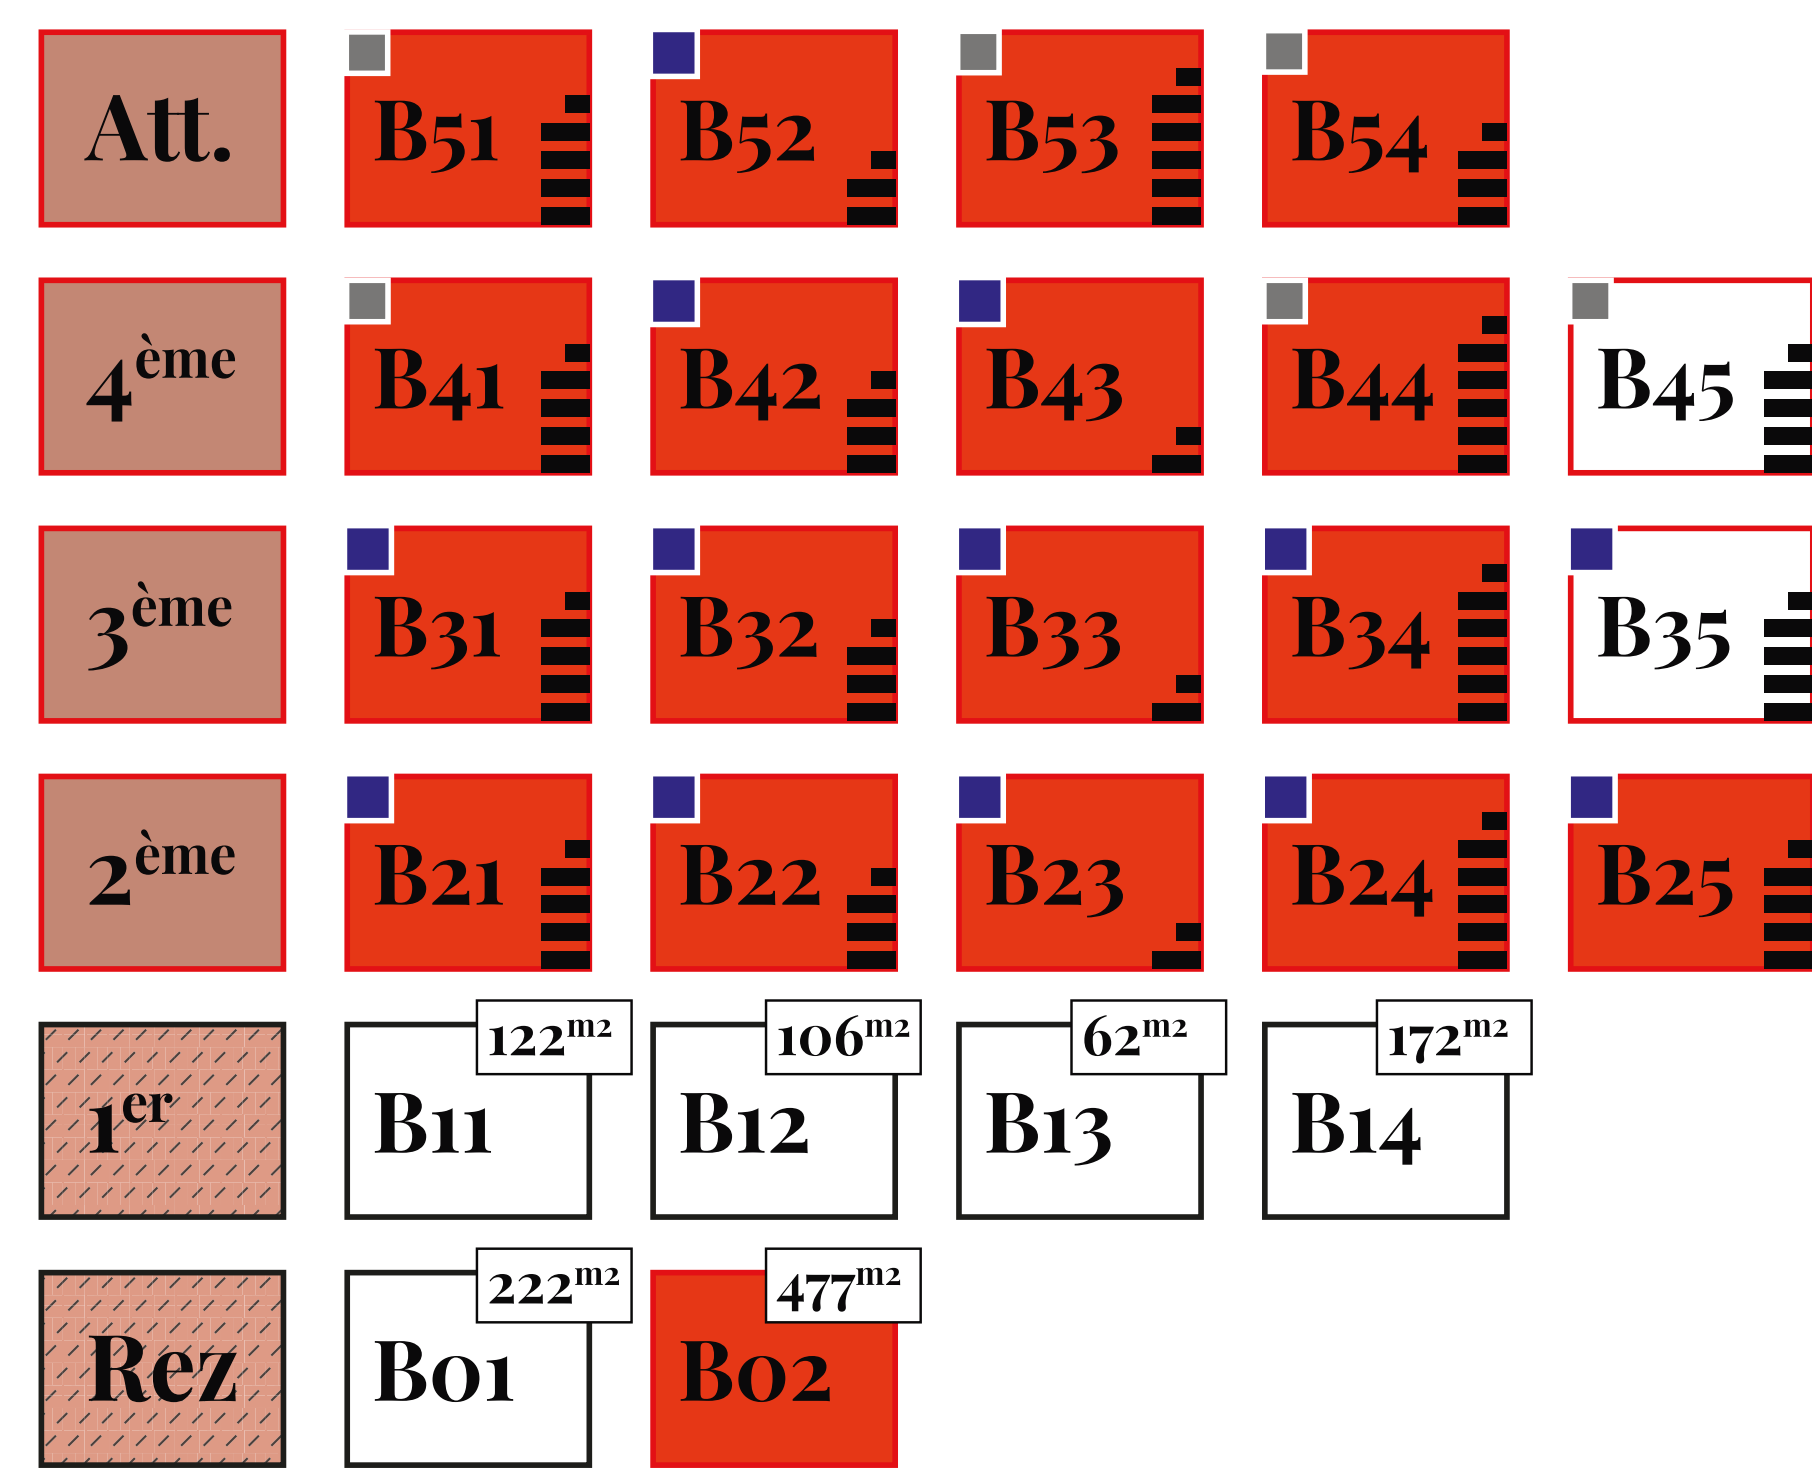 Att. B51 B52 B53 B54
4ème B41 B42 B43 B44 B45
3ème B31 B32 B33 B34 B35
2ème B21 B22 B23 B24 B25
122m2 106m2 62m2 172m2
1er B11 B12 B13 B14
222m2 477m2
Rez B01 B02